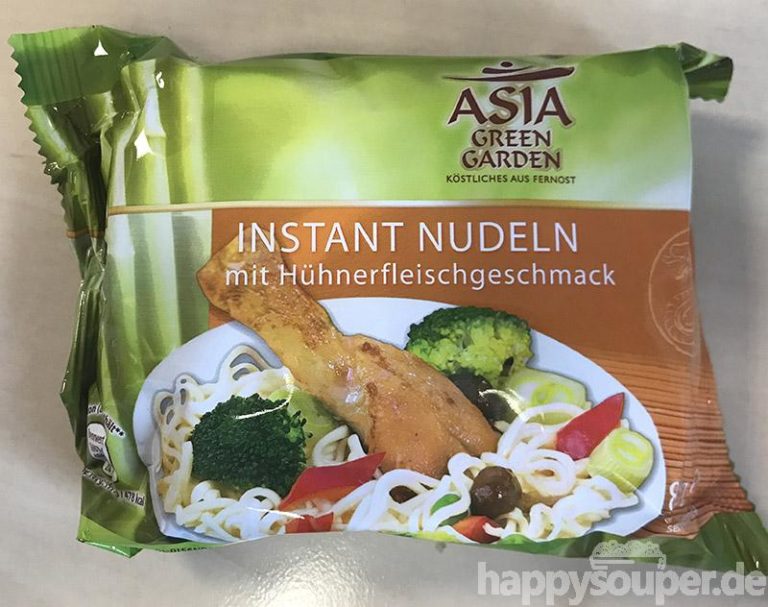 ASIA
GREEN
GARDEN
KÖSTLICHES AUS FERNOST
INSTANT NUDELN
mit Hühnerfleischgeschmack
happysouper.de